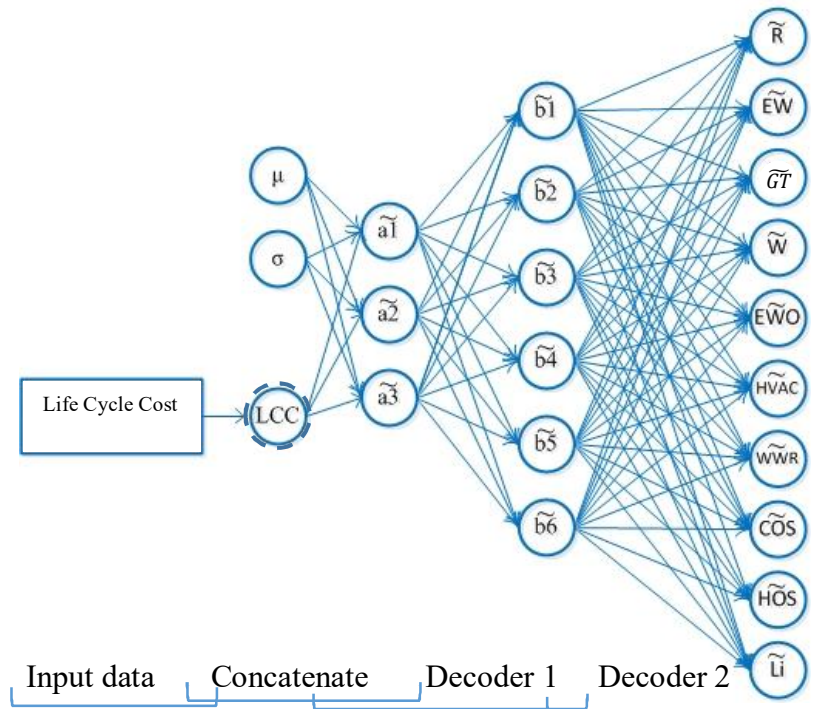 R̃
ẼW
G̃T
W̃
EW̃O
HṼAC
WW̃R
CÕS
HÕS
L̃i
b̃1
b̃2
b̃3
b̃4
b̃5
b̃6
μ
σ
ã1
ã2
ã3
Life Cycle Cost
LCC
Input data Concatenate Decoder 1 Decoder 2